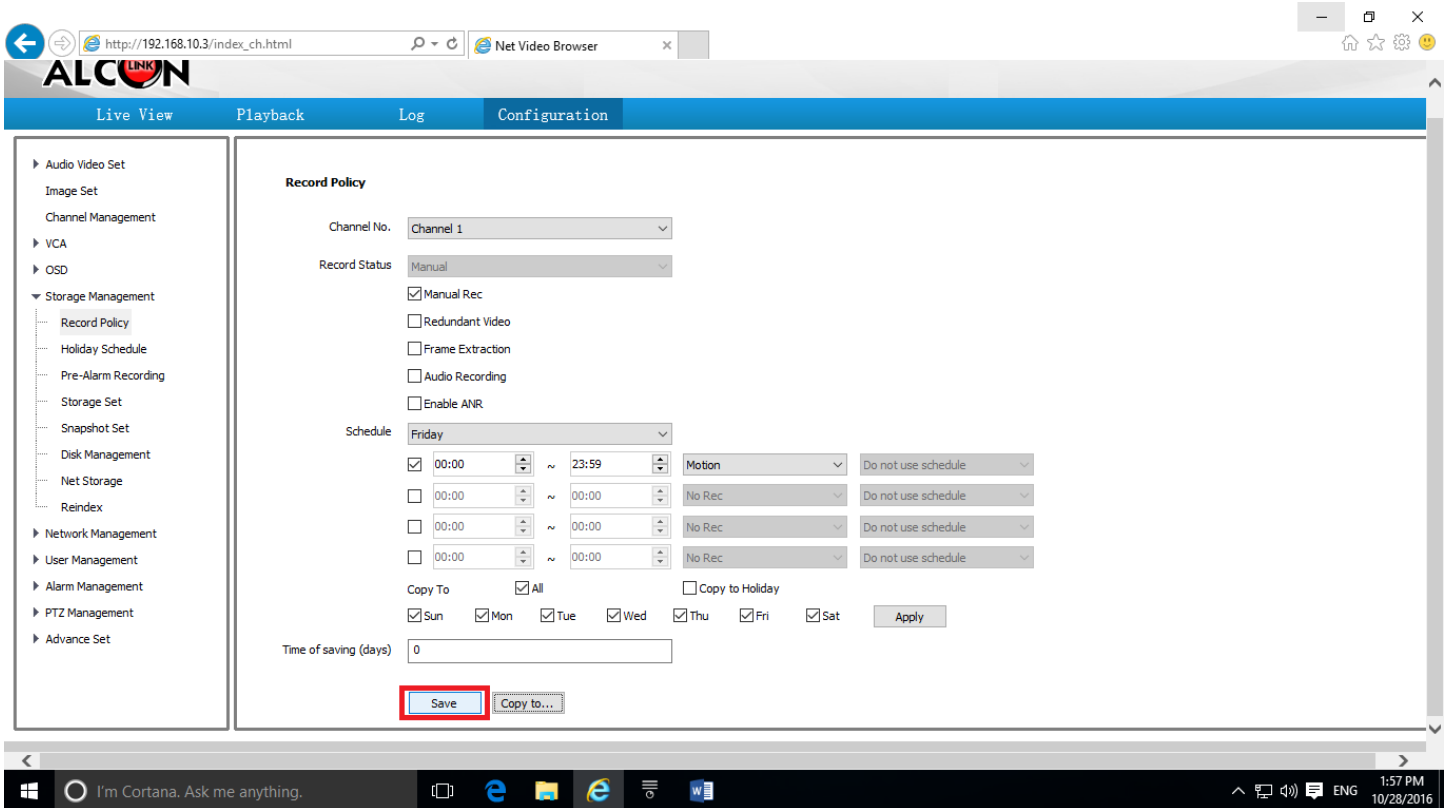 http://192.168.10.3/index_ch.html
Net Video Browser
ALCON
LINK
Live View Playback Log Configuration
Audio Video Set
Image Set
Channel Management
VCA
OSD
Storage Management
Record Policy
Holiday Schedule
Pre-Alarm Recording
Storage Set
Snapshot Set
Disk Management
Net Storage
Reindex
Network Management
User Management
Alarm Management
PTZ Management
Advance Set
Record Policy
Channel No. Channel 1
Record Status Manual
Manual Rec
Redundant Video
Frame Extraction
Audio Recording
Enable ANR
Schedule Friday
00:00 ~ 23:59 Motion Do not use schedule
00:00 ~ 00:00 No Rec Do not use schedule
00:00 ~ 00:00 No Rec Do not use schedule
00:00 ~ 00:00 No Rec Do not use schedule
Copy To All Copy to Holiday
Sun Mon Tue Wed Thu Fri Sat Apply
Time of saving (days) 0
Save Copy to...
I'm Cortana. Ask me anything.
ENG
1:57 PM
10/28/2016